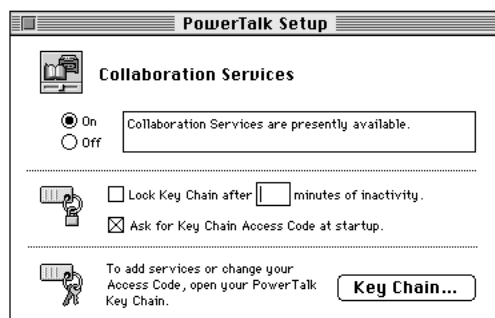 PowerTalk Setup
Collaboration Services
On
Off
Collaboration Services are presently available.
Lock Key Chain after minutes of inactivity.
Ask for Key Chain Access Code at startup.
To add services or change your
Access Code, open your PowerTalk
Key Chain.
Key Chain...